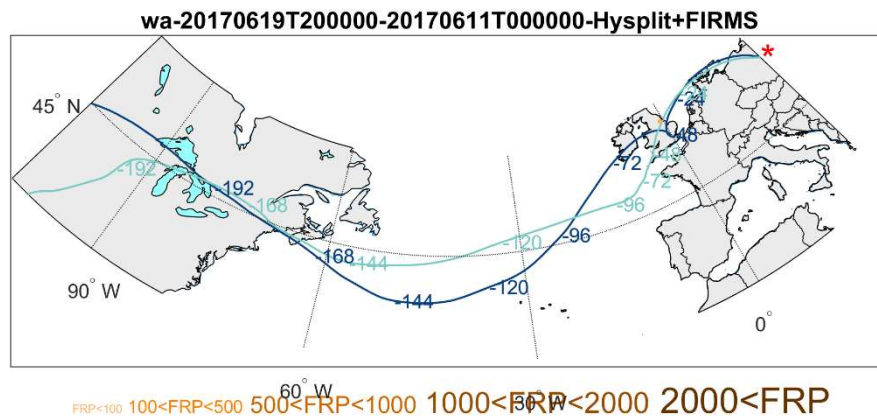 wa-20170619T200000-20170611T000000-Hysplit+FIRMS
*
45° N
-24
-48
-48
-72
-72
-192
-192
-168
-96
-120
-96
-168
-144
-120
-144
90° W
0°
60° W
30° W
FRP<100 100<FRP<500 500<FRP<1000 1000<FRP<2000 2000<FRP